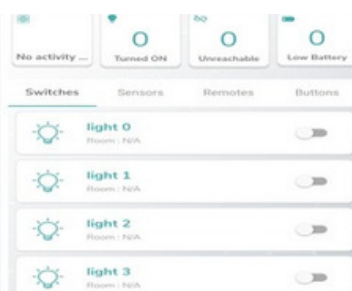 0 0 0
No activity ... Turned ON Unreachable Low Battery
Switches Sensors Remotes Buttons
light 0
Room : N/A
light 1
Room : N/A
light 2
Room : N/A
light 3
Room : N/A